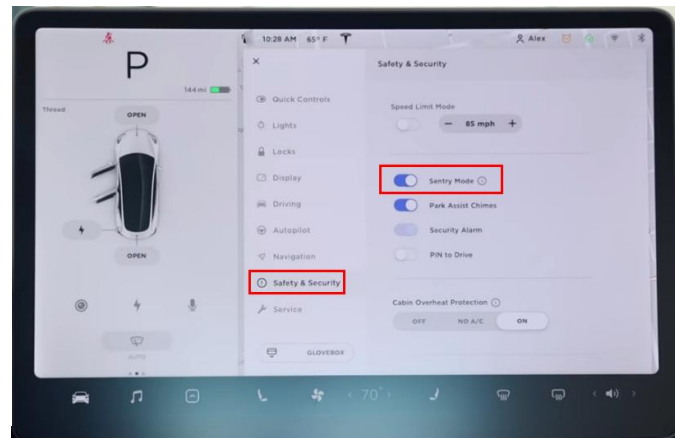 10:28 AM 65° F
Alex
P
144 mi
Thread
OPEN
OPEN
AUTO
Safety & Security
Quick Controls
Lights
Locks
Display
Driving
Autopilot
Navigation
Safety & Security
Service
GLOVEBOX
Speed Limit Mode
— 85 mph +
Sentry Mode
Park Assist Chimes
Security Alarm
PIN to Drive
Cabin Overheat Protection
OFF NO A/C ON
70°